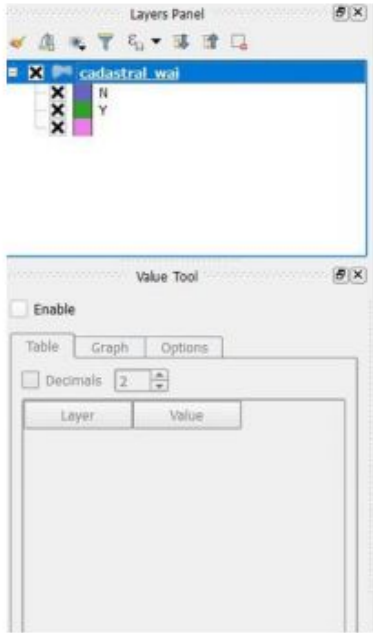 Layers Panel
cadastral_wai
N
Y
Value Tool
Enable
Table Graph Options
Decimals 2
Layer Value